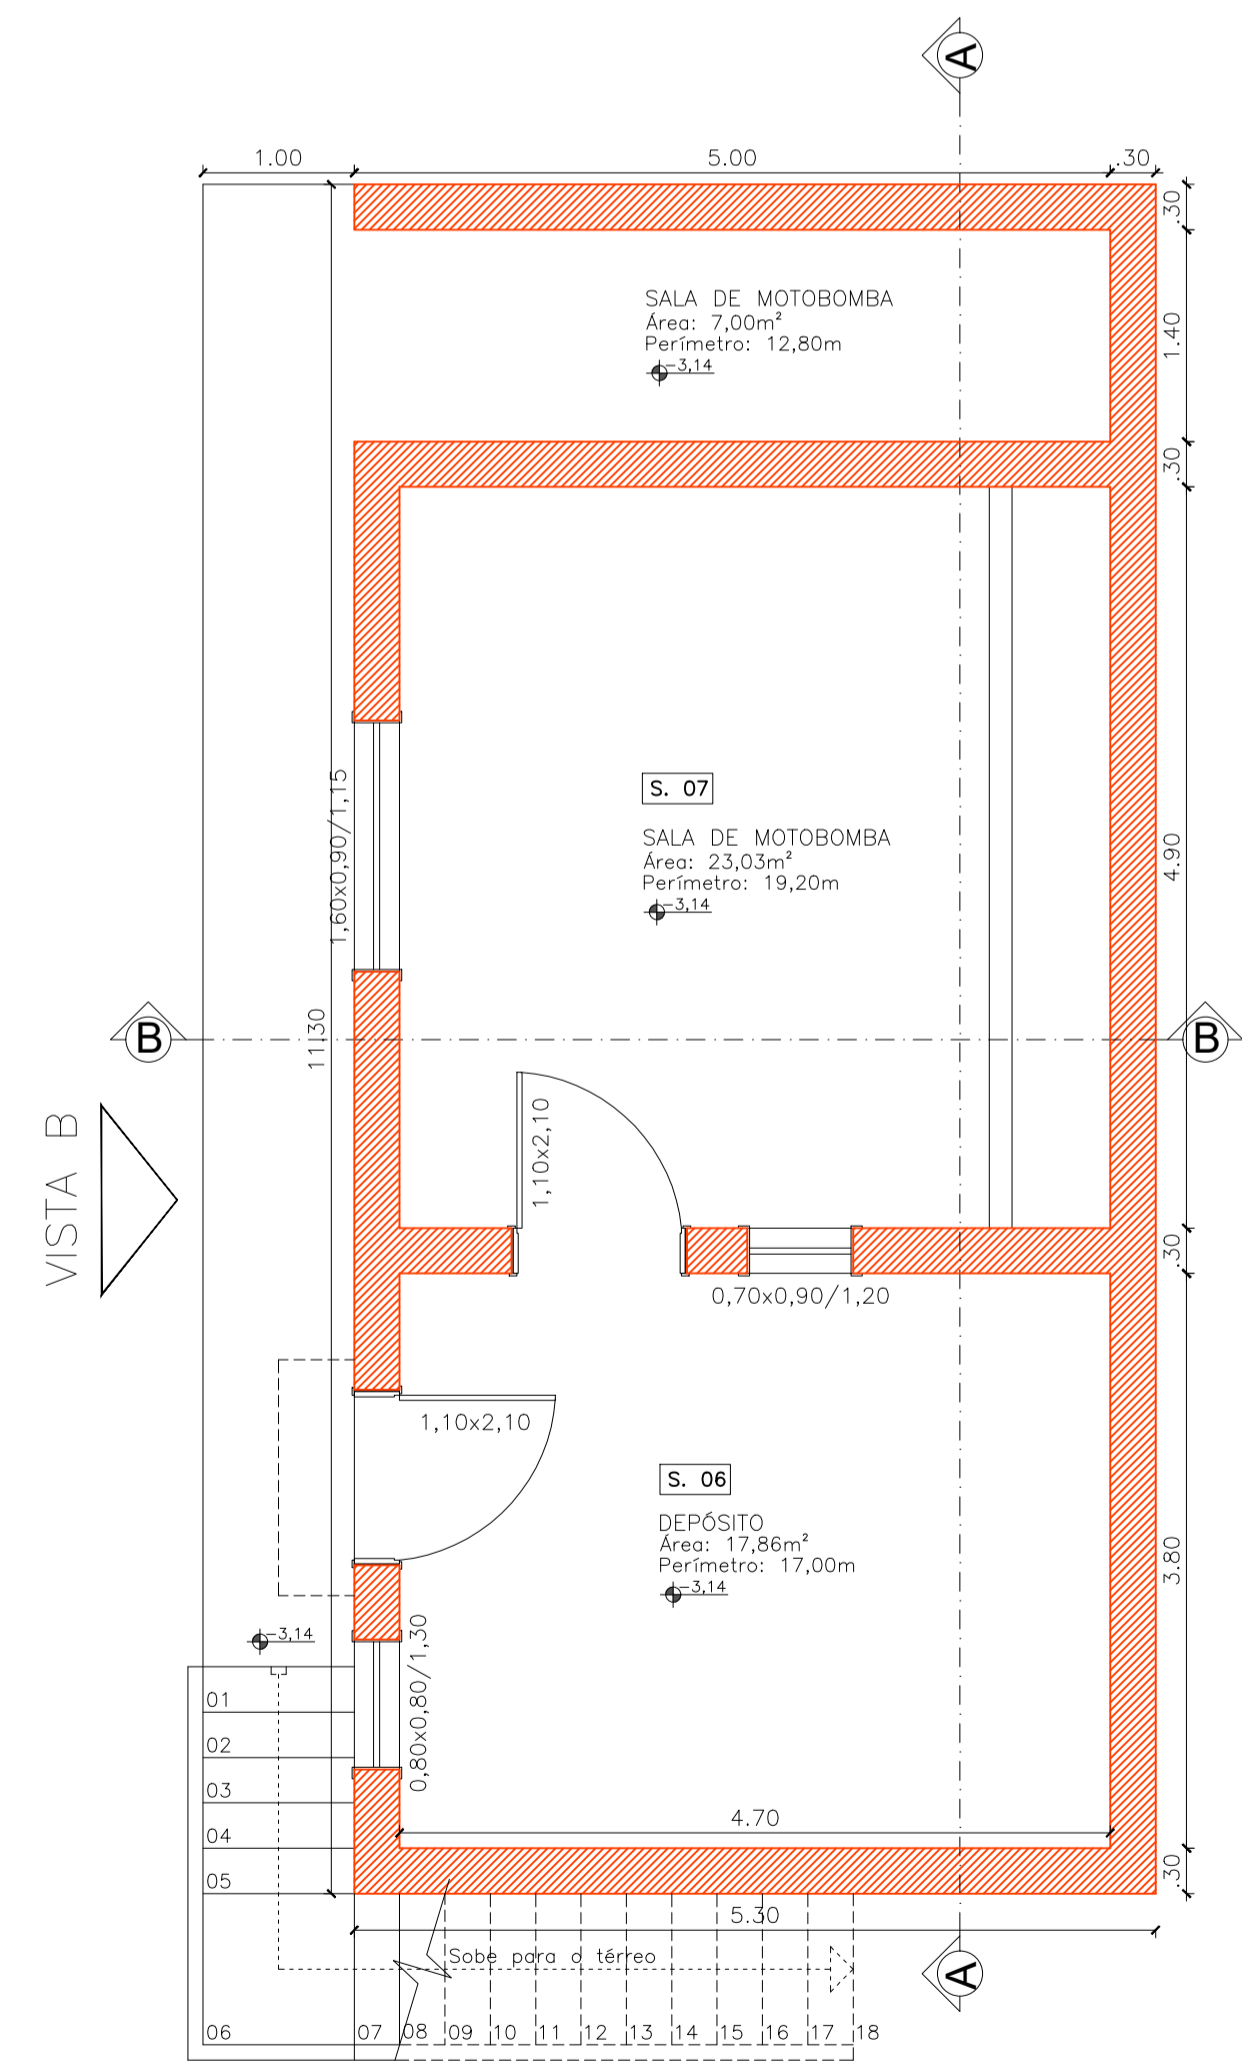 A
1.00
5.00
.30
.30
SALA DE MOTOBOMBA
Área: 7,00m²
Perímetro: 12,80m
-3,14
1.40
.30
1,60x0,90/1,15
S. 07
SALA DE MOTOBOMBA
Área: 23,03m²
Perímetro: 19,20m
-3,14
4.90
B
11.30
B
VISTA B
1,10x2,10
.30
0,70x0,90/1,20
1,10x2,10
S. 06
DEPÓSITO
Área: 17,86m²
Perímetro: 17,00m
-3,14
3.80
-3,14
0,80x0,80/1,30
01
02
03
04
05
4.70
.30
5.30
Sobe para o térreo
A
06
07
08
09
10
11
12
13
14
15
16
17
18